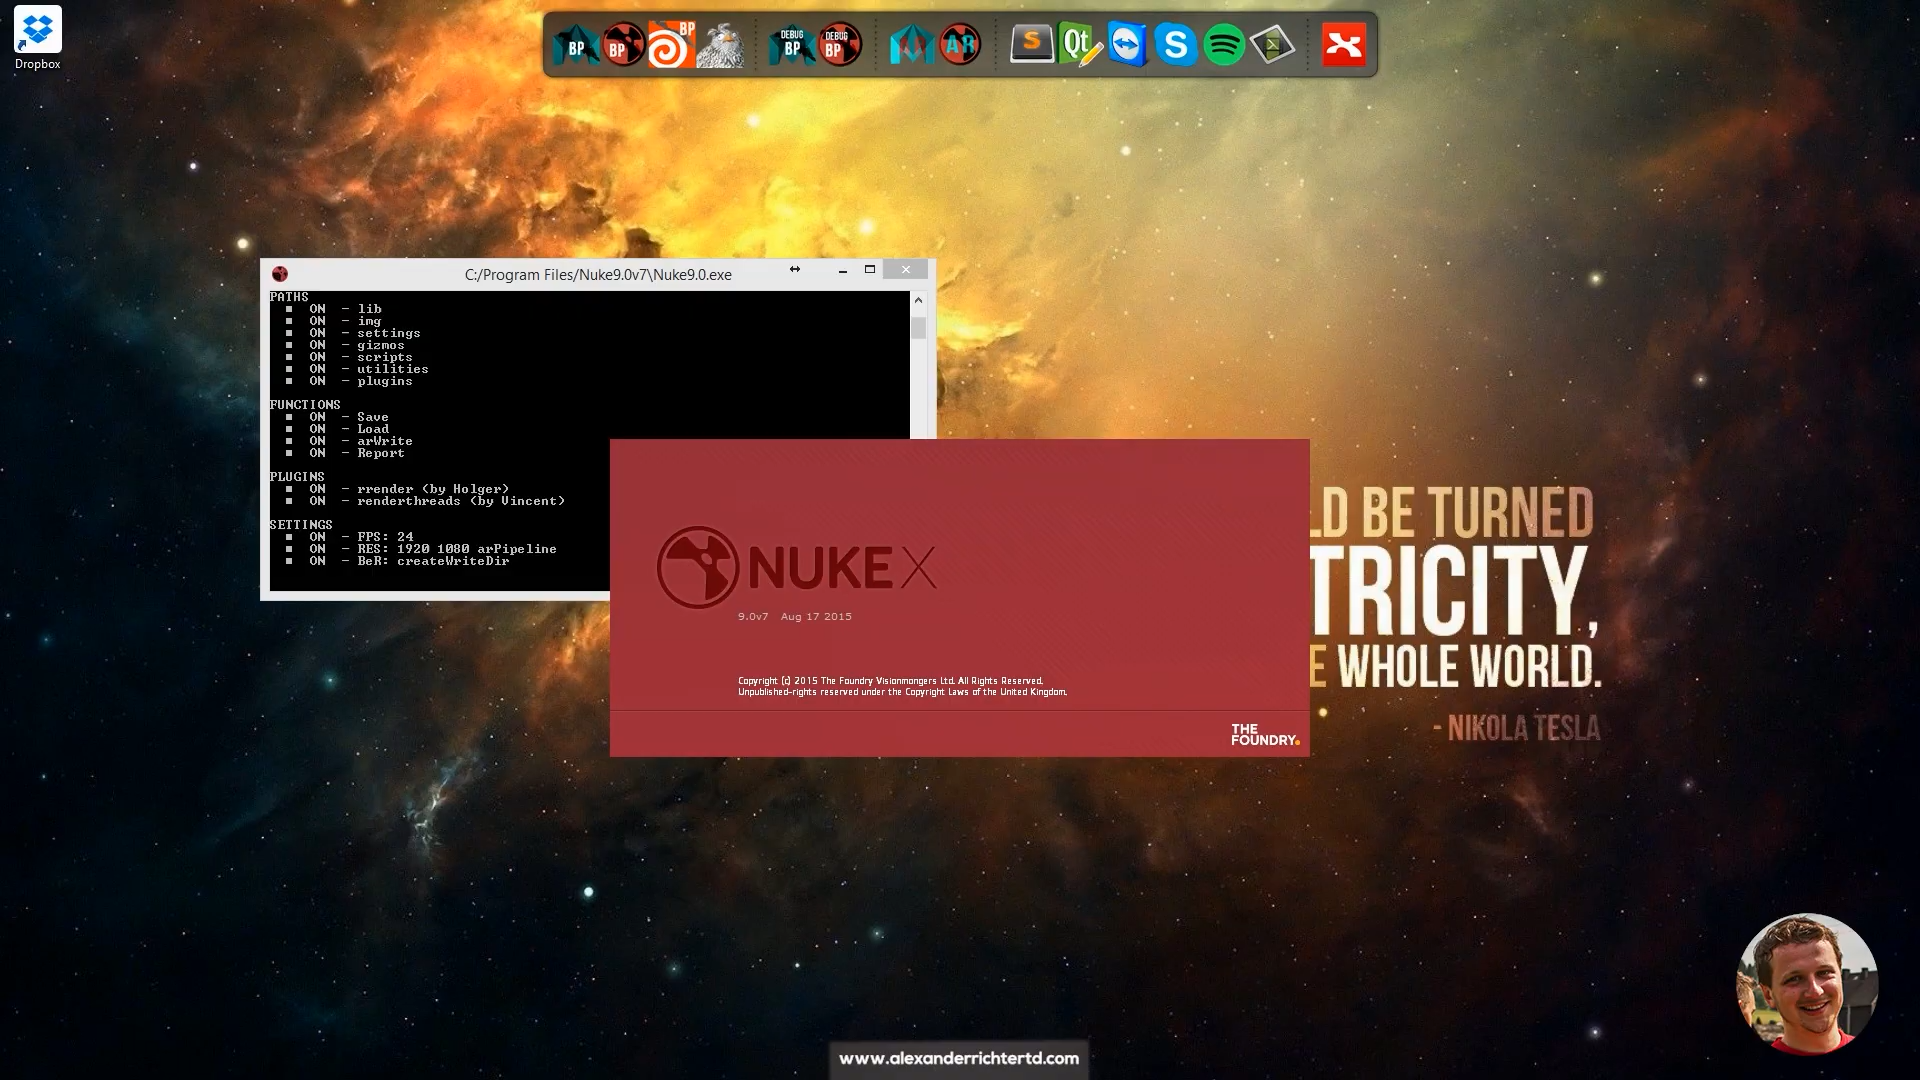 Dropbox
BP
BP
BP
DEBUG
BP
DEBUG
BP
AR
AR
S
Qt
S
X
C:/Program Files/Nuke9.0v7\Nuke9.0.exe
PATHS
ON - lib
ON - img
ON - settings
ON - gizmos
ON - scripts
ON - utilities
ON - plugins
FUNCTIONS
ON - Save
ON - Load
ON - arWrite
ON - Report
PLUGINS
ON - rrender (by Holger)
ON - renderthreads (by Vincent)
SETTINGS
ON - FPS: 24
ON - RES: 1920 1080 arPipeline
ON - BeR: createWriteDir
NUKEX
9.0v7 Aug 17 2015
Copyright (c) 2015 The Foundry Visionmongers Ltd. All Rights Reserved.
Unpublished-rights reserved under the Copyright Laws of the United Kingdom.
THE
FOUNDRY.
LD BE TURNED
TRICITY,
E WHOLE WORLD.
- NIKOLA TESLA
www.alexanderrichtertd.com